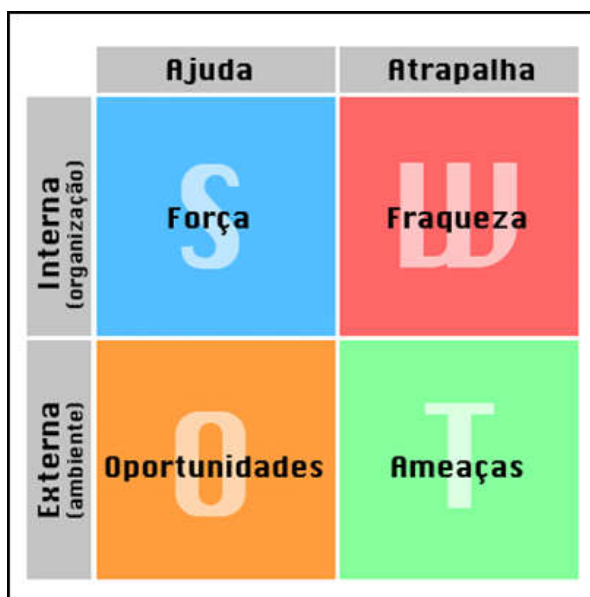 Ajuda
Atrapalha
Interna
(organização)
S
Força
W
Fraqueza
Externa
(ambiente)
O
Oportunidades
T
Ameaças